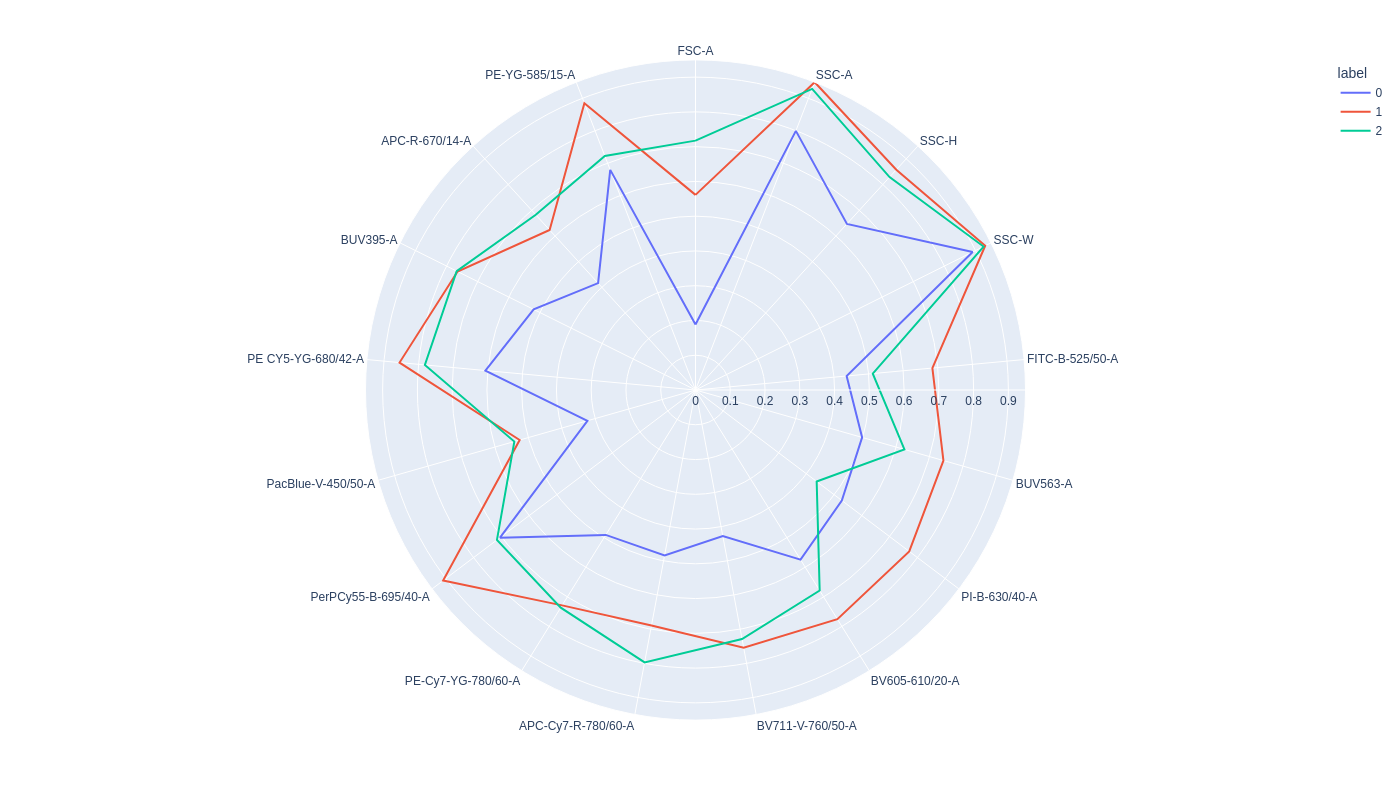 FSC-A
SSC-A
SSC-H
SSC-W
FITC-B-525/50-A
BUV563-A
PI-B-630/40-A
BV605-610/20-A
BV711-V-760/50-A
APC-Cy7-R-780/60-A
PE-Cy7-YG-780/60-A
PerPCy55-B-695/40-A
PacBlue-V-450/50-A
PE CY5-YG-680/42-A
BUV395-A
APC-R-670/14-A
PE-YG-585/15-A
0 0.1 0.2 0.3 0.4 0.5 0.6 0.7 0.8 0.9
label
0
1
2